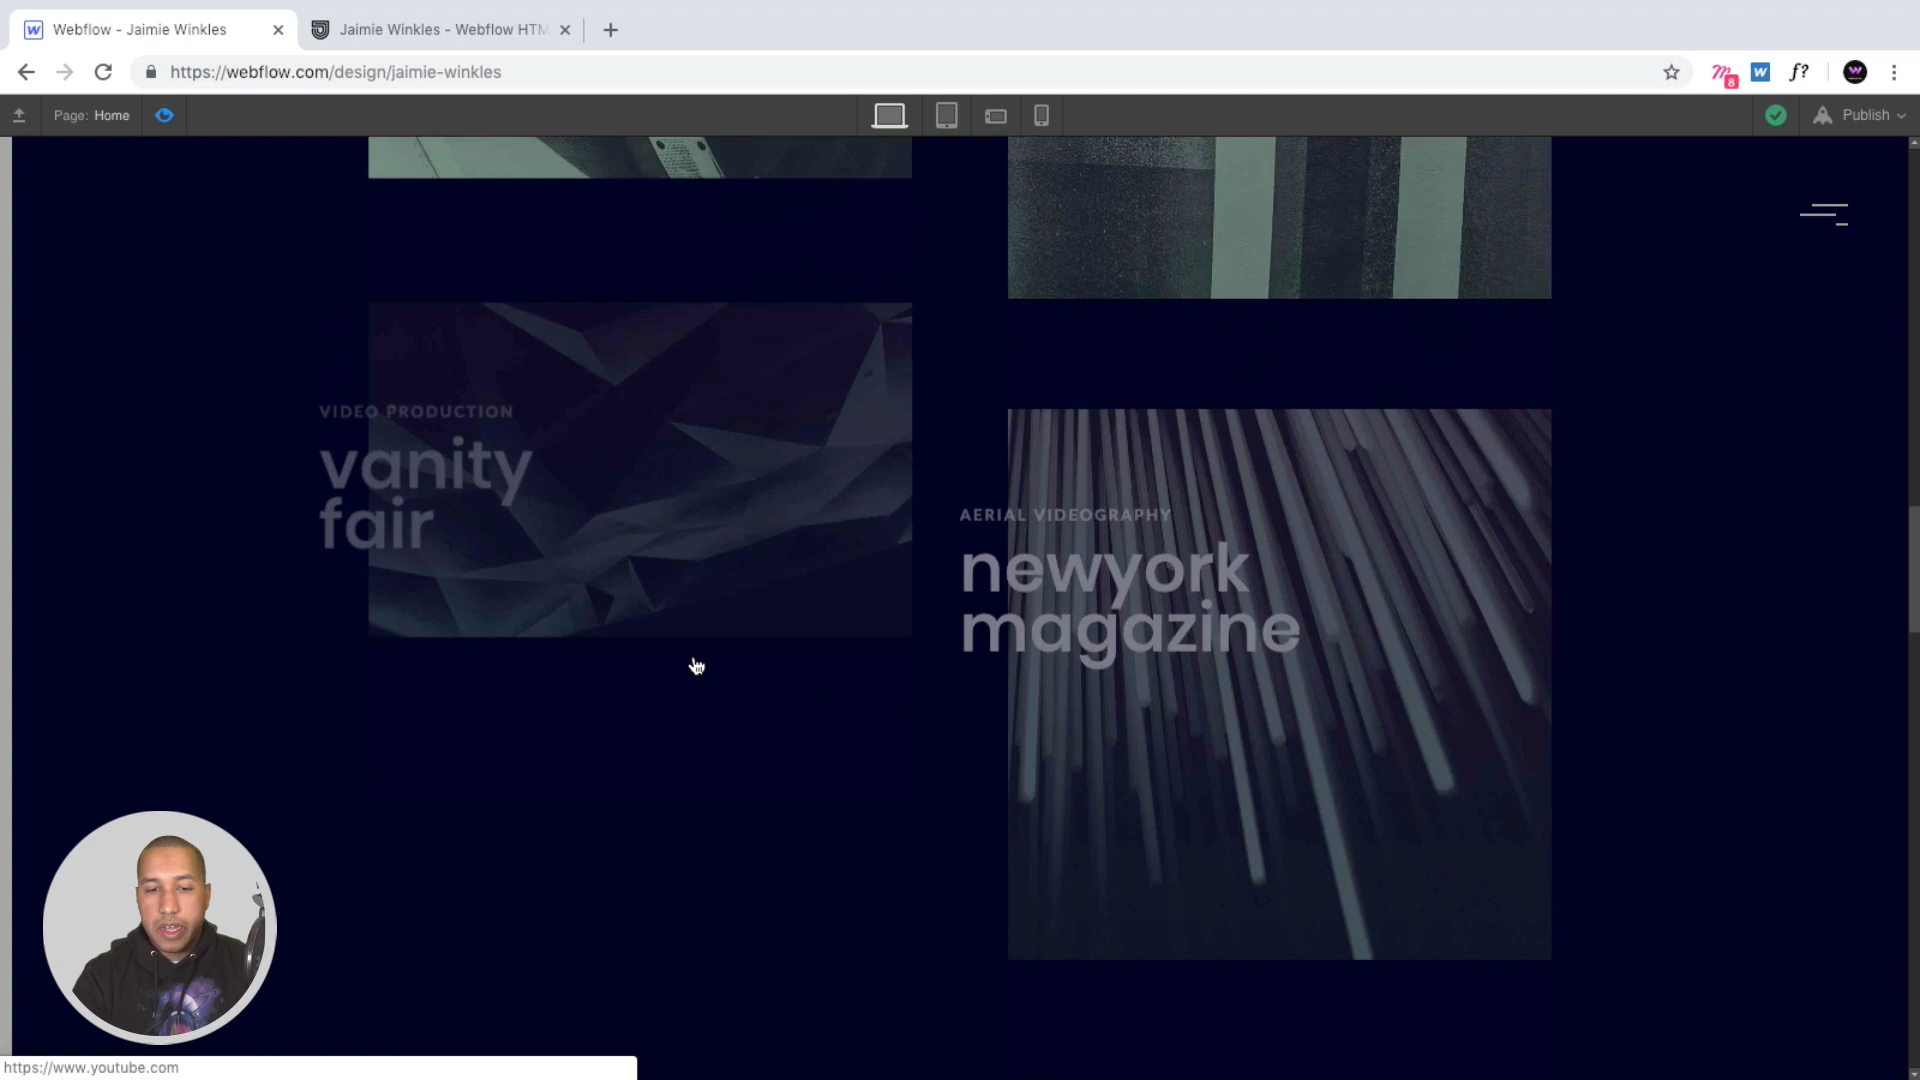 Webflow - Jaimie Winkles
Jaimie Winkles - Webflow HTM
https://webflow.com/design/jaimie-winkles
8
W
f?
Page: Home
Publish
VIDEO PRODUCTION
vanity
fair
AERIAL VIDEOGRAPHY
newyork
magazine
https://www.youtube.com